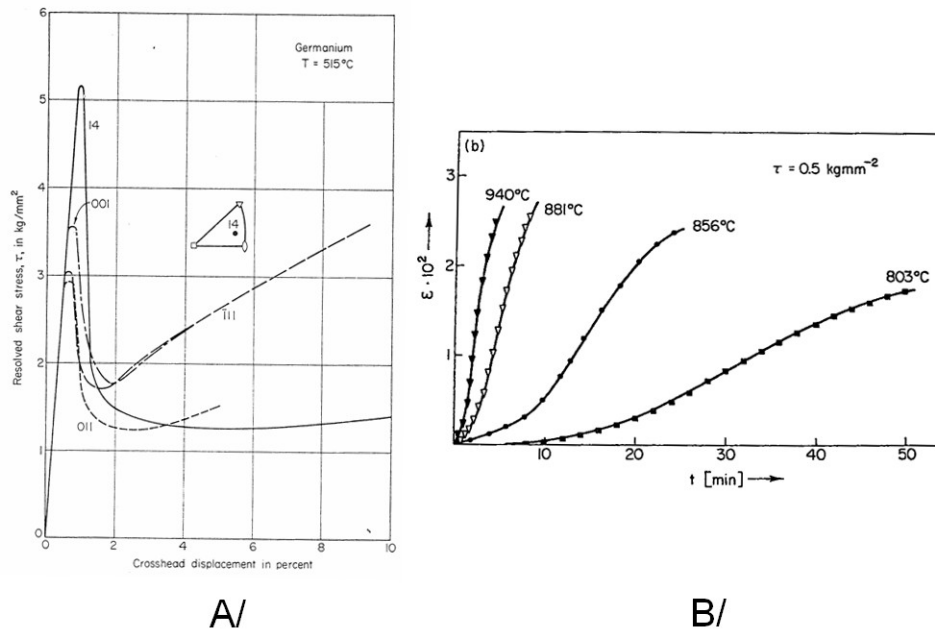 Germanium
T = 515°C
6
5
4
3
2
1
0
Resolved shear stress, τ, in kg/mm²
14
001
14
111
011
0 2 4 6 8 10
Crosshead displacement in percent
A/
(b)
τ = 0.5 kgmm⁻²
940°C
881°C
856°C
803°C
3
2
1
ε·10²
10 20 30 40 50
t [min]
B/